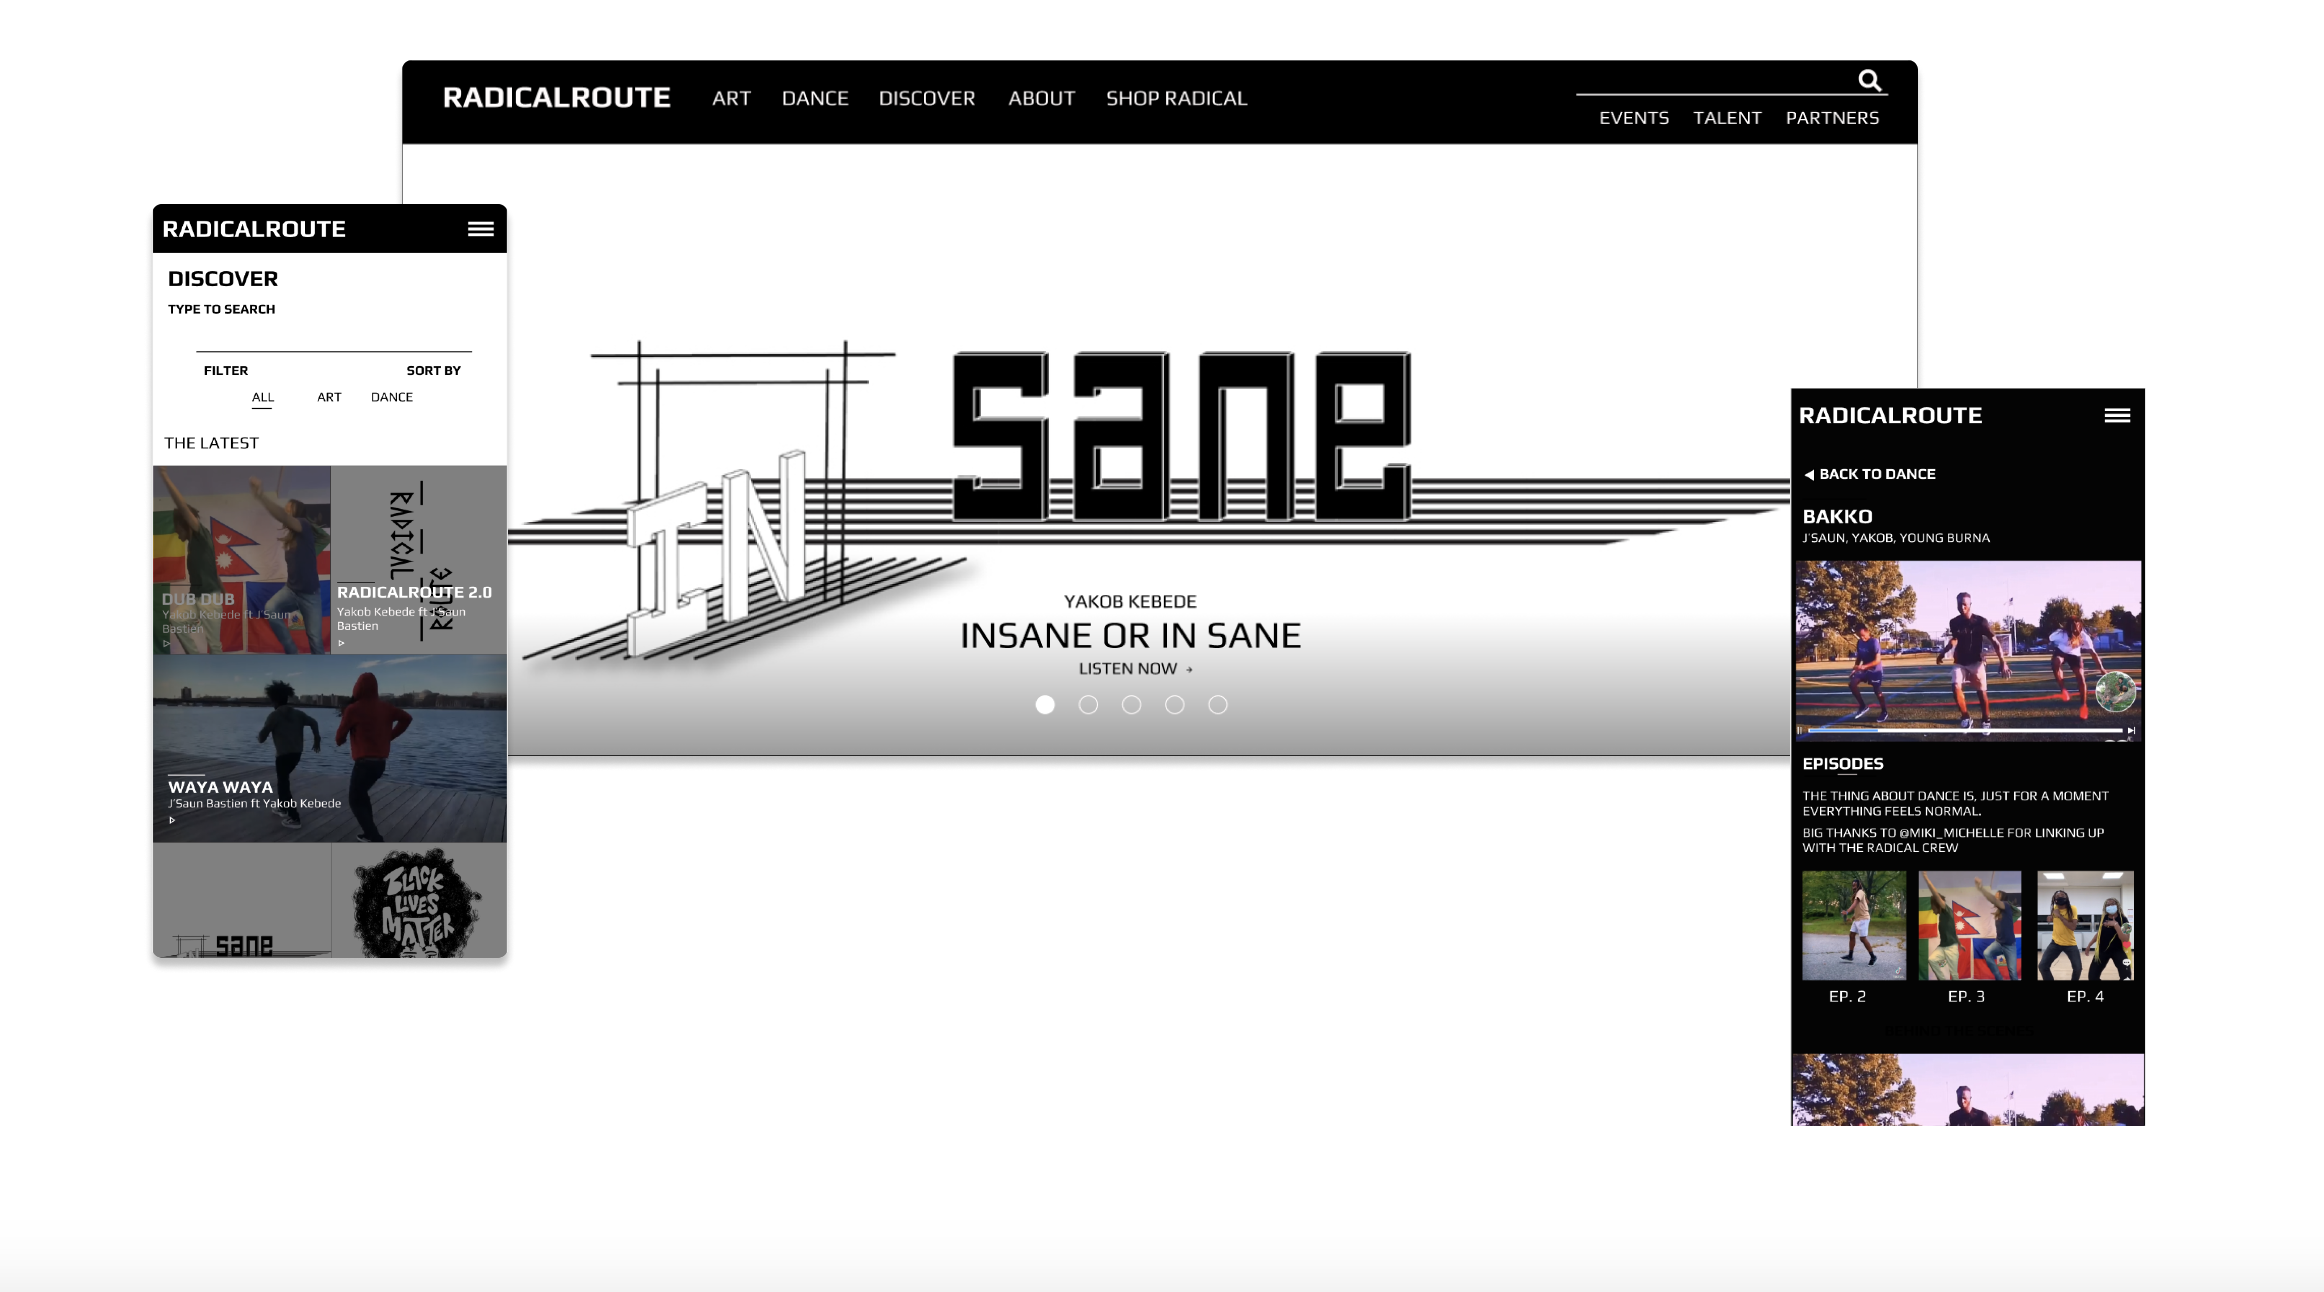 RADICALROUTE
ART DANCE DISCOVER ABOUT SHOP RADICAL
EVENTS TALENT PARTNERS
IN
sane
YAKOB KEBEDE
INSANE OR IN SANE
LISTEN NOW →
RADICALROUTE
DISCOVER
TYPE TO SEARCH
FILTER SORT BY
ALL ART DANCE
THE LATEST
DUB DUB
Yakob Kebede ft J'Saun
Bastien
RADICAL
ROUTE
RADICALROUTE 2.0
Yakob Kebede ft J'Saun
Bastien
WAYA WAYA
J'Saun Bastien ft Yakob Kebede
sane
BLACK
LIVES
MATTER
RADICALROUTE
◀ BACK TO DANCE
BAKKO
J'SAUN, YAKOB, YOUNG BURNA
EPISODES
THE THING ABOUT DANCE IS, JUST FOR A MOMENT
EVERYTHING FEELS NORMAL.
BIG THANKS TO @MIKI_MICHELLE FOR LINKING UP
WITH THE RADICAL CREW
EP. 2 EP. 3 EP. 4